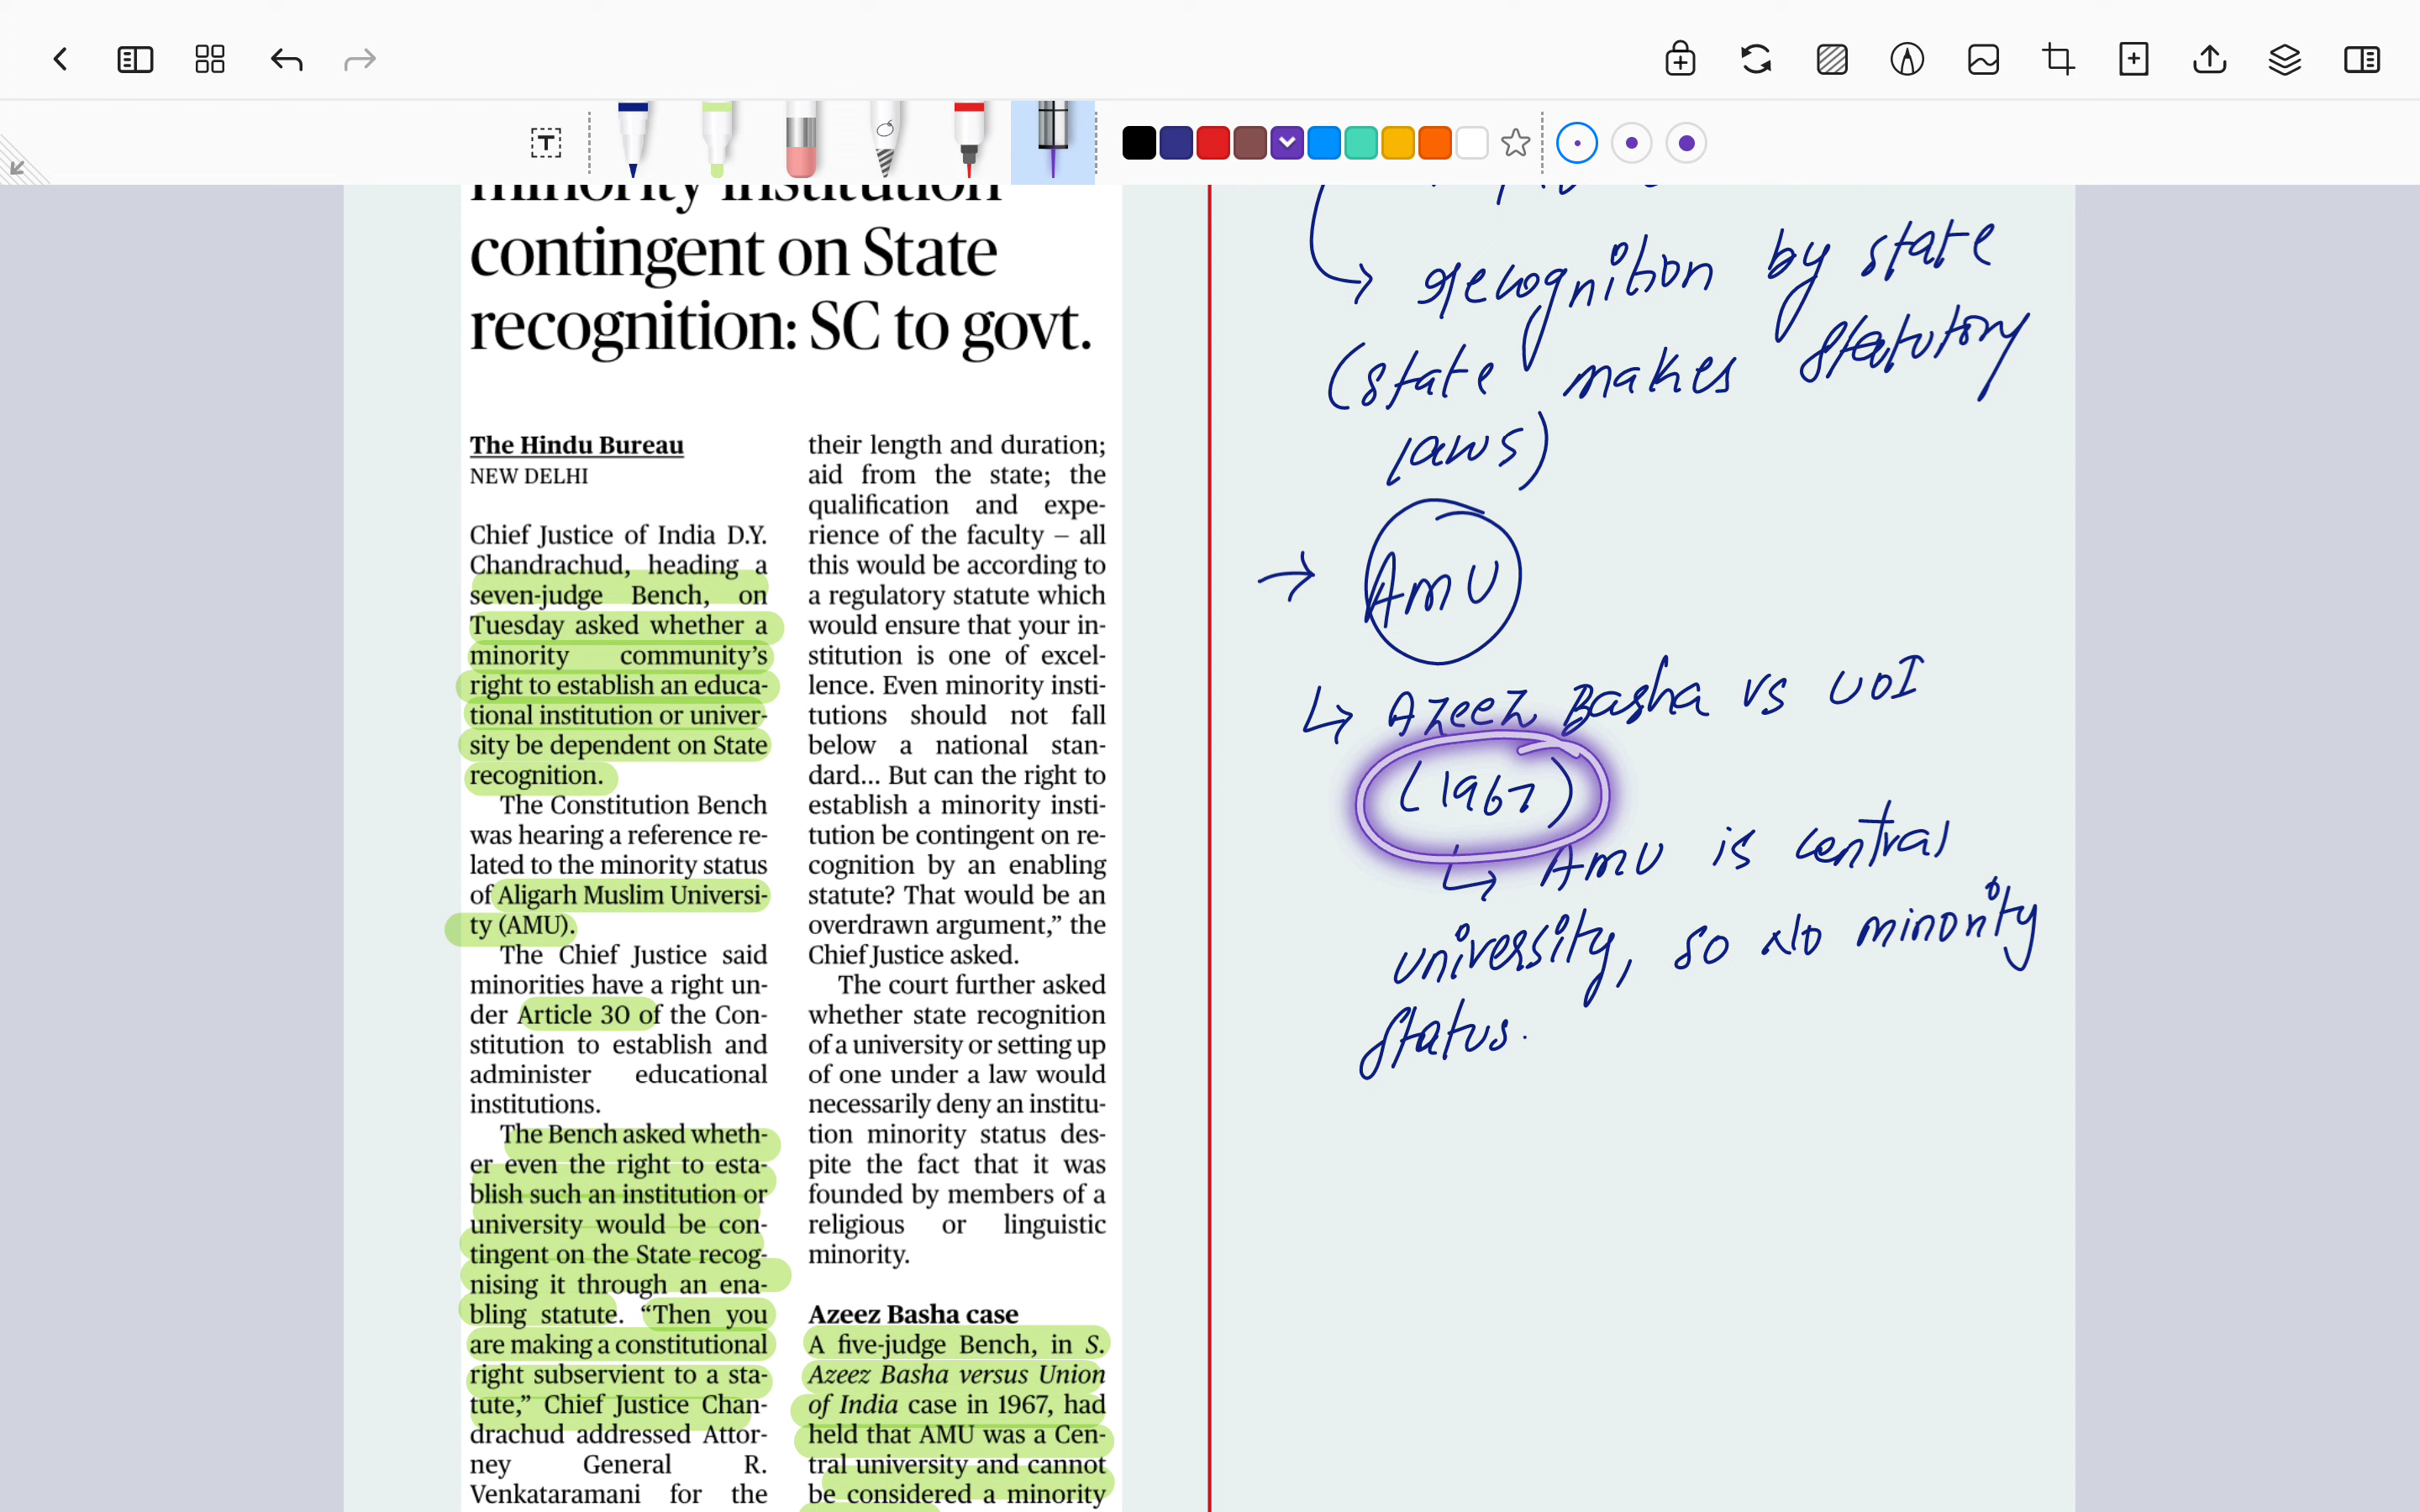 minority institution
contingent on State
recognition: SC to govt.
The Hindu Bureau
NEW DELHI
Chief Justice of India D.Y.
Chandrachud, heading a
seven-judge Bench, on
Tuesday asked whether a
minority community's
right to establish an educa-
tional institution or univer-
sity be dependent on State
recognition.
The Constitution Bench
was hearing a reference re-
lated to the minority status
of Aligarh Muslim Universi-
ty (AMU).
The Chief Justice said
minorities have a right un-
der Article 30 of the Con-
stitution to establish and
administer educational
institutions.
The Bench asked wheth-
er even the right to esta-
blish such an institution or
university would be con-
tingent on the State recog-
nising it through an ena-
bling statute. “Then you
are making a constitutional
right subservient to a sta-
tute,” Chief Justice Chan-
drachud addressed Attor-
ney General R.
Venkataramani for the
their length and duration;
aid from the state; the
qualification and expe-
rience of the faculty – all
this would be according to
a regulatory statute which
would ensure that your in-
stitution is one of excel-
lence. Even minority insti-
tutions should not fall
below a national stan-
dard... But can the right to
establish a minority insti-
tution be contingent on re-
cognition by an enabling
statute? That would be an
overdrawn argument,” the
Chief Justice asked.
The court further asked
whether state recognition
of a university or setting up
of one under a law would
necessarily deny an institu-
tion minority status des-
pite the fact that it was
founded by members of a
religious or linguistic
minority.
Azeez Basha case
A five-judge Bench, in S.
Azeez Basha versus Union
of India case in 1967, had
held that AMU was a Cen-
tral university and cannot
be considered a minority
→ recognition by state
(state makes statutory
laws)
→ AMU
↳ Azeez Basha vs UOI
(1967)
↳ AMU is central
university, so no minority
status.